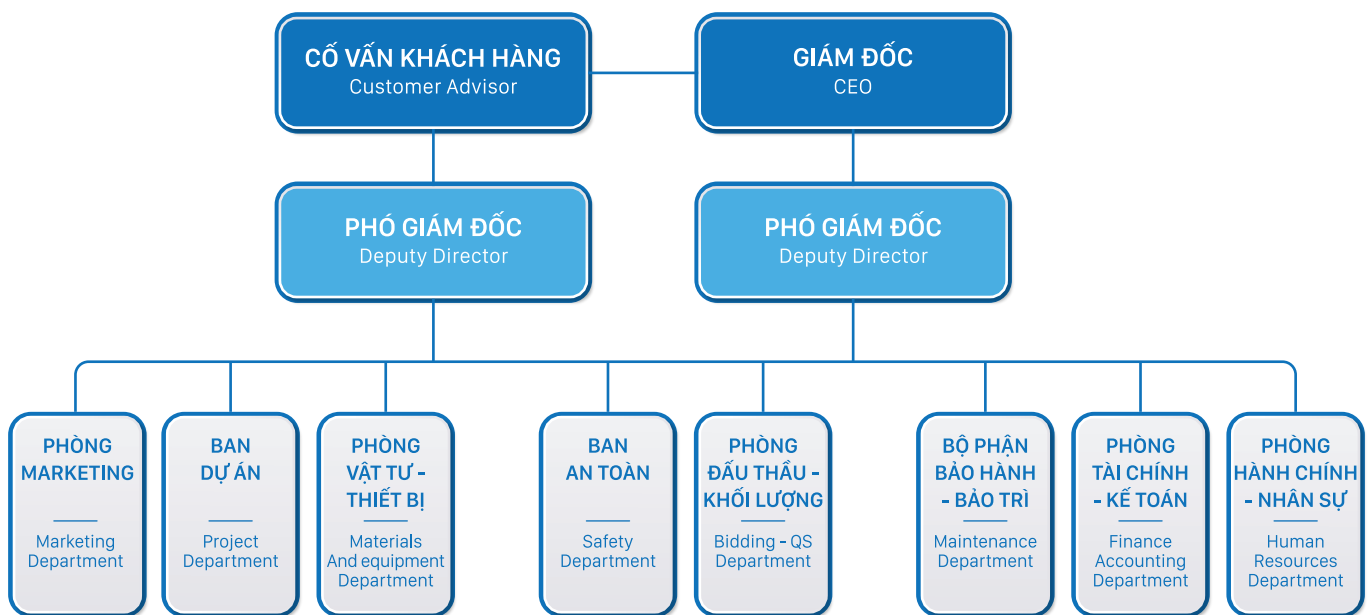 CỐ VẤN KHÁCH HÀNG
Customer Advisor
GIÁM ĐỐC
CEO
PHÓ GIÁM ĐỐC
Deputy Director
PHÓ GIÁM ĐỐC
Deputy Director
PHÒNG
MARKETING
Marketing
Department
BAN
DỰ ÁN
Project
Department
PHÒNG
VẬT TƯ -
THIẾT BỊ
Materials
And equipment
Department
BAN
AN TOÀN
Safety
Department
PHÒNG
ĐẤU THẦU -
KHỐI LƯỢNG
Bidding - QS
Department
BỘ PHẬN
BẢO HÀNH
- BẢO TRÌ
Maintenance
Department
PHÒNG
TÀI CHÍNH
- KẾ TOÁN
Finance
Accounting
Department
PHÒNG
HÀNH CHÍNH
- NHÂN SỰ
Human
Resources
Department